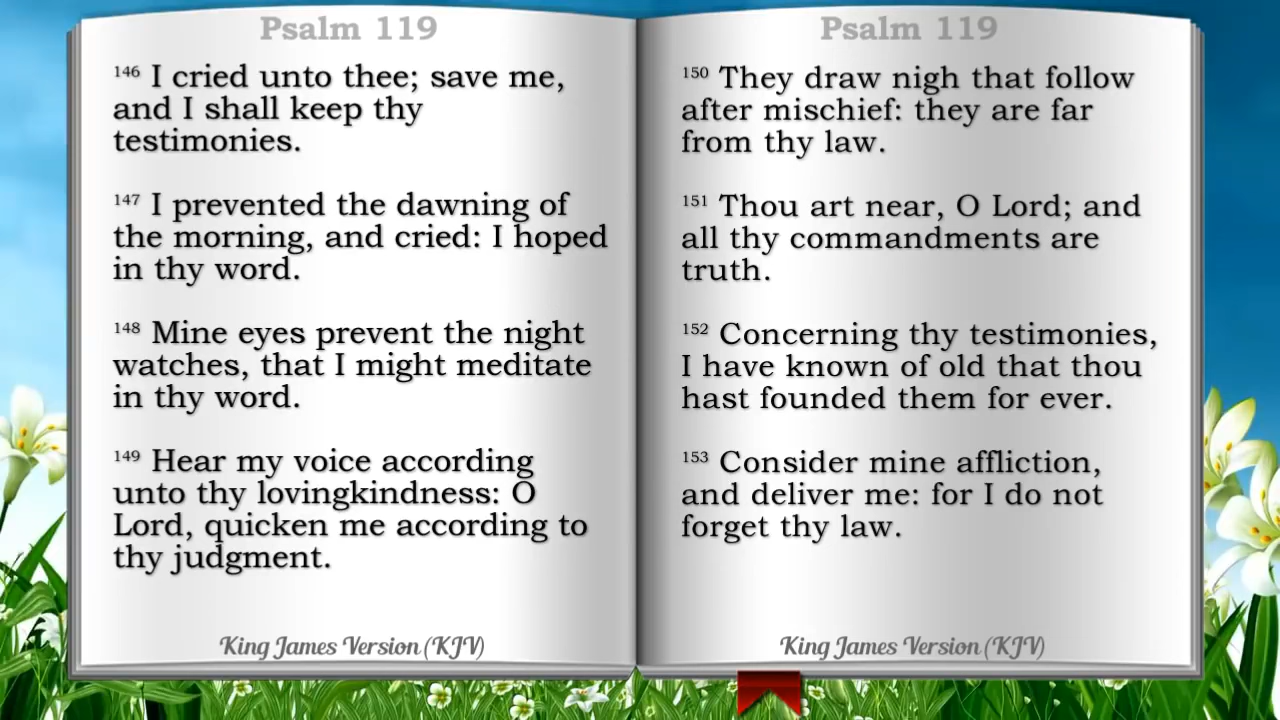 Psalm 119
146 I cried unto thee; save me,
and I shall keep thy
testimonies.
147 I prevented the dawning of
the morning, and cried: I hoped
in thy word.
148 Mine eyes prevent the night
watches, that I might meditate
in thy word.
149 Hear my voice according
unto thy lovingkindness: O
Lord, quicken me according to
thy judgment.
King James Version (KJV)
Psalm 119
150 They draw nigh that follow
after mischief: they are far
from thy law.
151 Thou art near, O Lord; and
all thy commandments are
truth.
152 Concerning thy testimonies,
I have known of old that thou
hast founded them for ever.
153 Consider mine affliction,
and deliver me: for I do not
forget thy law.
King James Version (KJV)